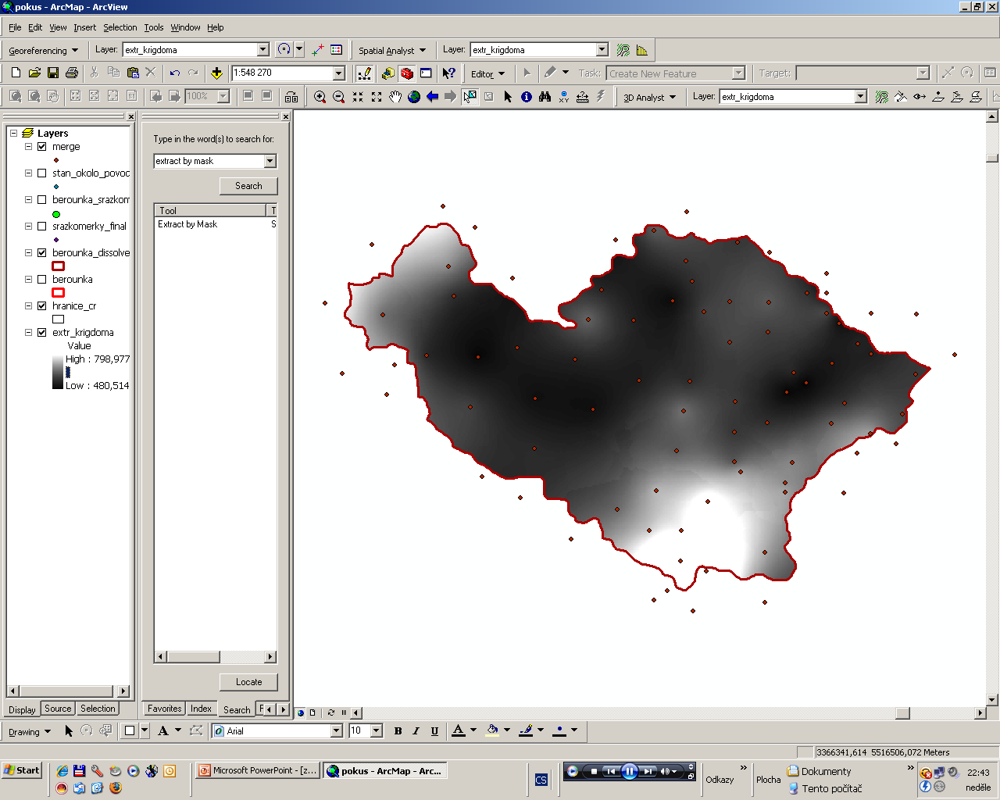 pokus - ArcMap - ArcView
File Edit View Insert Selection Tools Window Help
Georeferencing Layer: extr_krigdoma Spatial Analyst Layer: extr_krigdoma
1:548 270 Editor Task: Create New Feature Target:
100% 3D Analyst Layer: extr_krigdoma
Layers
merge
stan_okolo_povod
berounka_srazkom
srazkomerky_final
berounka_dissolve
berounka
hranice_cr
extr_krigdoma
Value
High : 798,977
Low : 480,514
Display Source Selection
Type in the word(s) to search for:
extract by mask
Search
Tool T
Extract by Mask S
Locate
Favorites Index Search F
Drawing A Arial 10 B I U A
3366341,614 5516506,072 Meters
Start Microsoft PowerPoint - [z... pokus - ArcMap - Arc... CS Odkazy » Plocha Dokumenty » 22:43
Tento počítač neděle